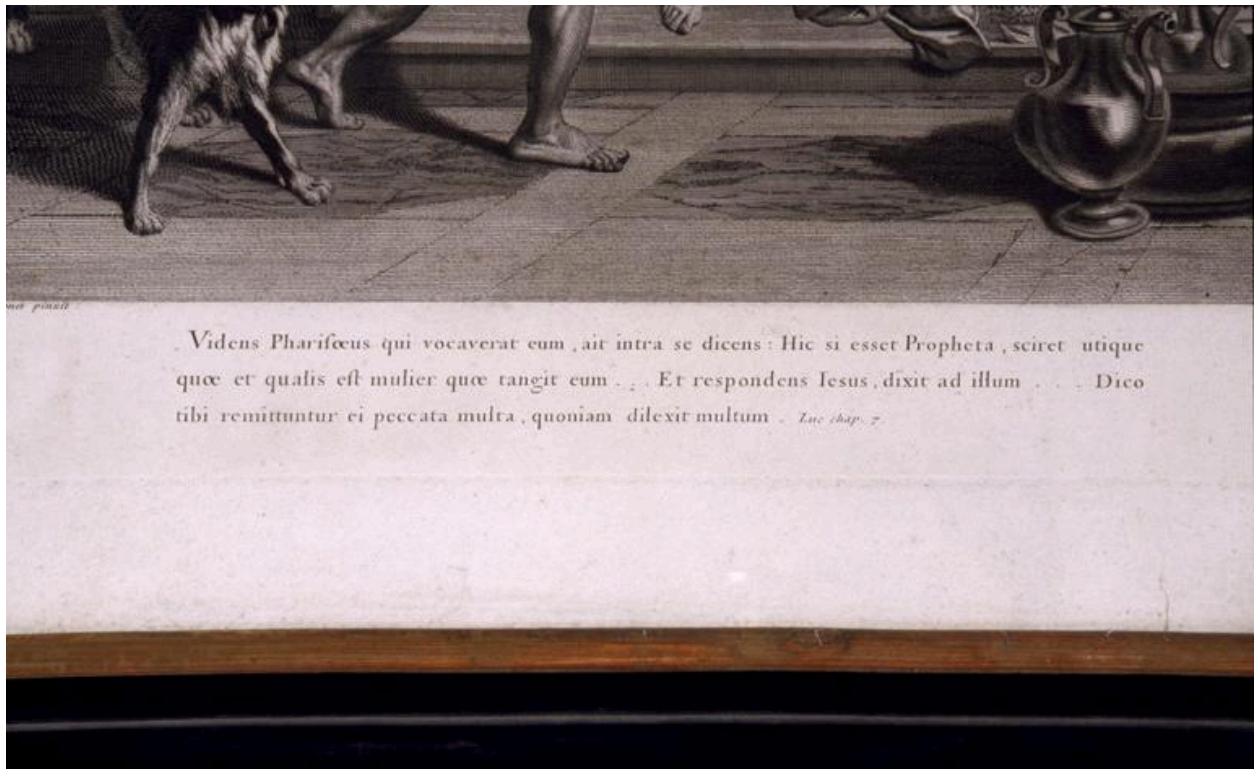 pinxit
Videns Pharisœus qui vocaverat eum, ait intra se dicens: Hic si esset Propheta, sciret utique
quœ et qualis est mulier quœ tangit eum . . . Et respondens Iesus, dixit ad illum . . . Dico
tibi remittuntur ei peccata multa, quoniam dilexit multum . Luc chap. 7.